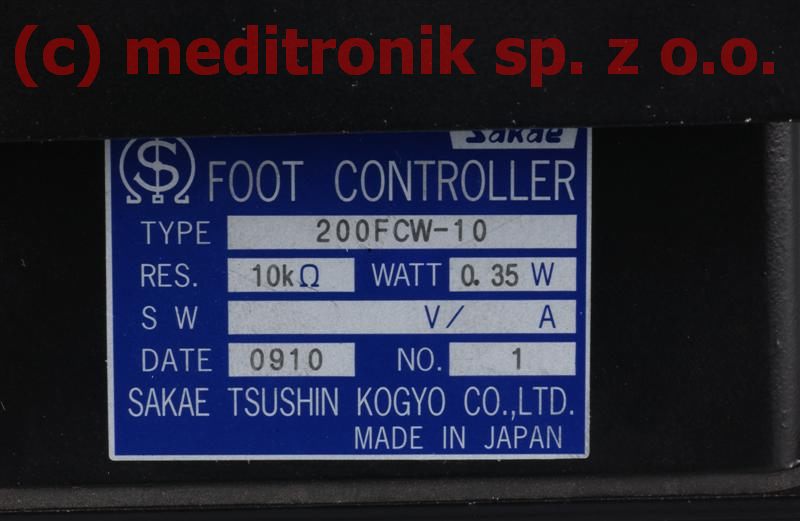 (c) meditronik sp. z o.o.
Sakae
FOOT CONTROLLER
TYPE 200FCW-10
RES. 10kΩ WATT 0.35 W
SW V/ A
DATE 0910 NO. 1
SAKAE TSUSHIN KOGYO CO.,LTD.
MADE IN JAPAN